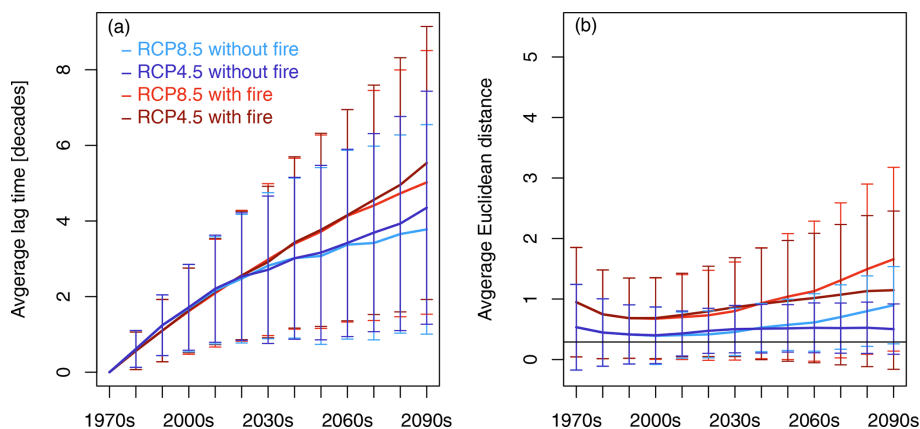 (a)
– RCP8.5 without fire
– RCP4.5 without fire
– RCP8.5 with fire
– RCP4.5 with fire
Avgerage lag time [decades]
8
6
4
2
0
1970s 2000s 2030s 2060s 2090s
(b)
Avgerage Euclidean distance
5
4
3
2
1
0
1970s 2000s 2030s 2060s 2090s